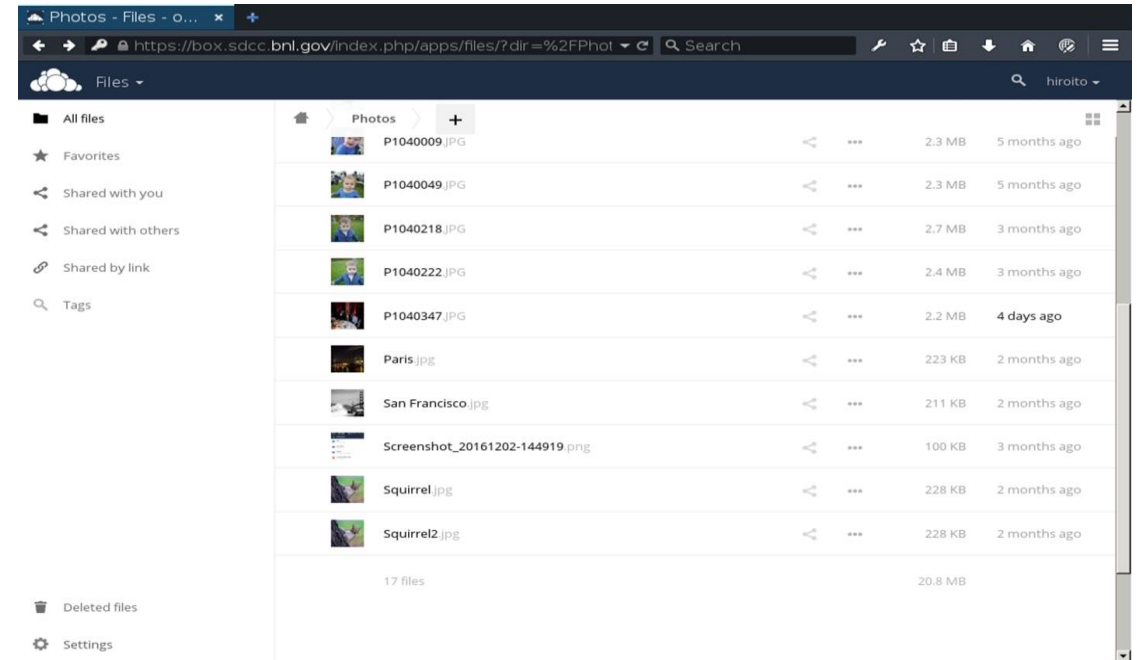 Photos - Files - o...
https://box.sdcc.bnl.gov/index.php/apps/files/?dir=%2FPhot Search
Files hiroito
All files
Favorites
Shared with you
Shared with others
Shared by link
Tags
Deleted files
Settings
Photos +
P1040009.JPG ... 2.3 MB 5 months ago
P1040049.JPG ... 2.3 MB 5 months ago
P1040218.JPG ... 2.7 MB 3 months ago
P1040222.JPG ... 2.4 MB 3 months ago
P1040347.JPG ... 2.2 MB 4 days ago
Paris.jpg ... 223 KB 2 months ago
San Francisco.jpg ... 211 KB 2 months ago
Screenshot_20161202-144919.png ... 100 KB 3 months ago
Squirrel.jpg ... 228 KB 2 months ago
Squirrel2.jpg ... 228 KB 2 months ago
17 files 20.8 MB